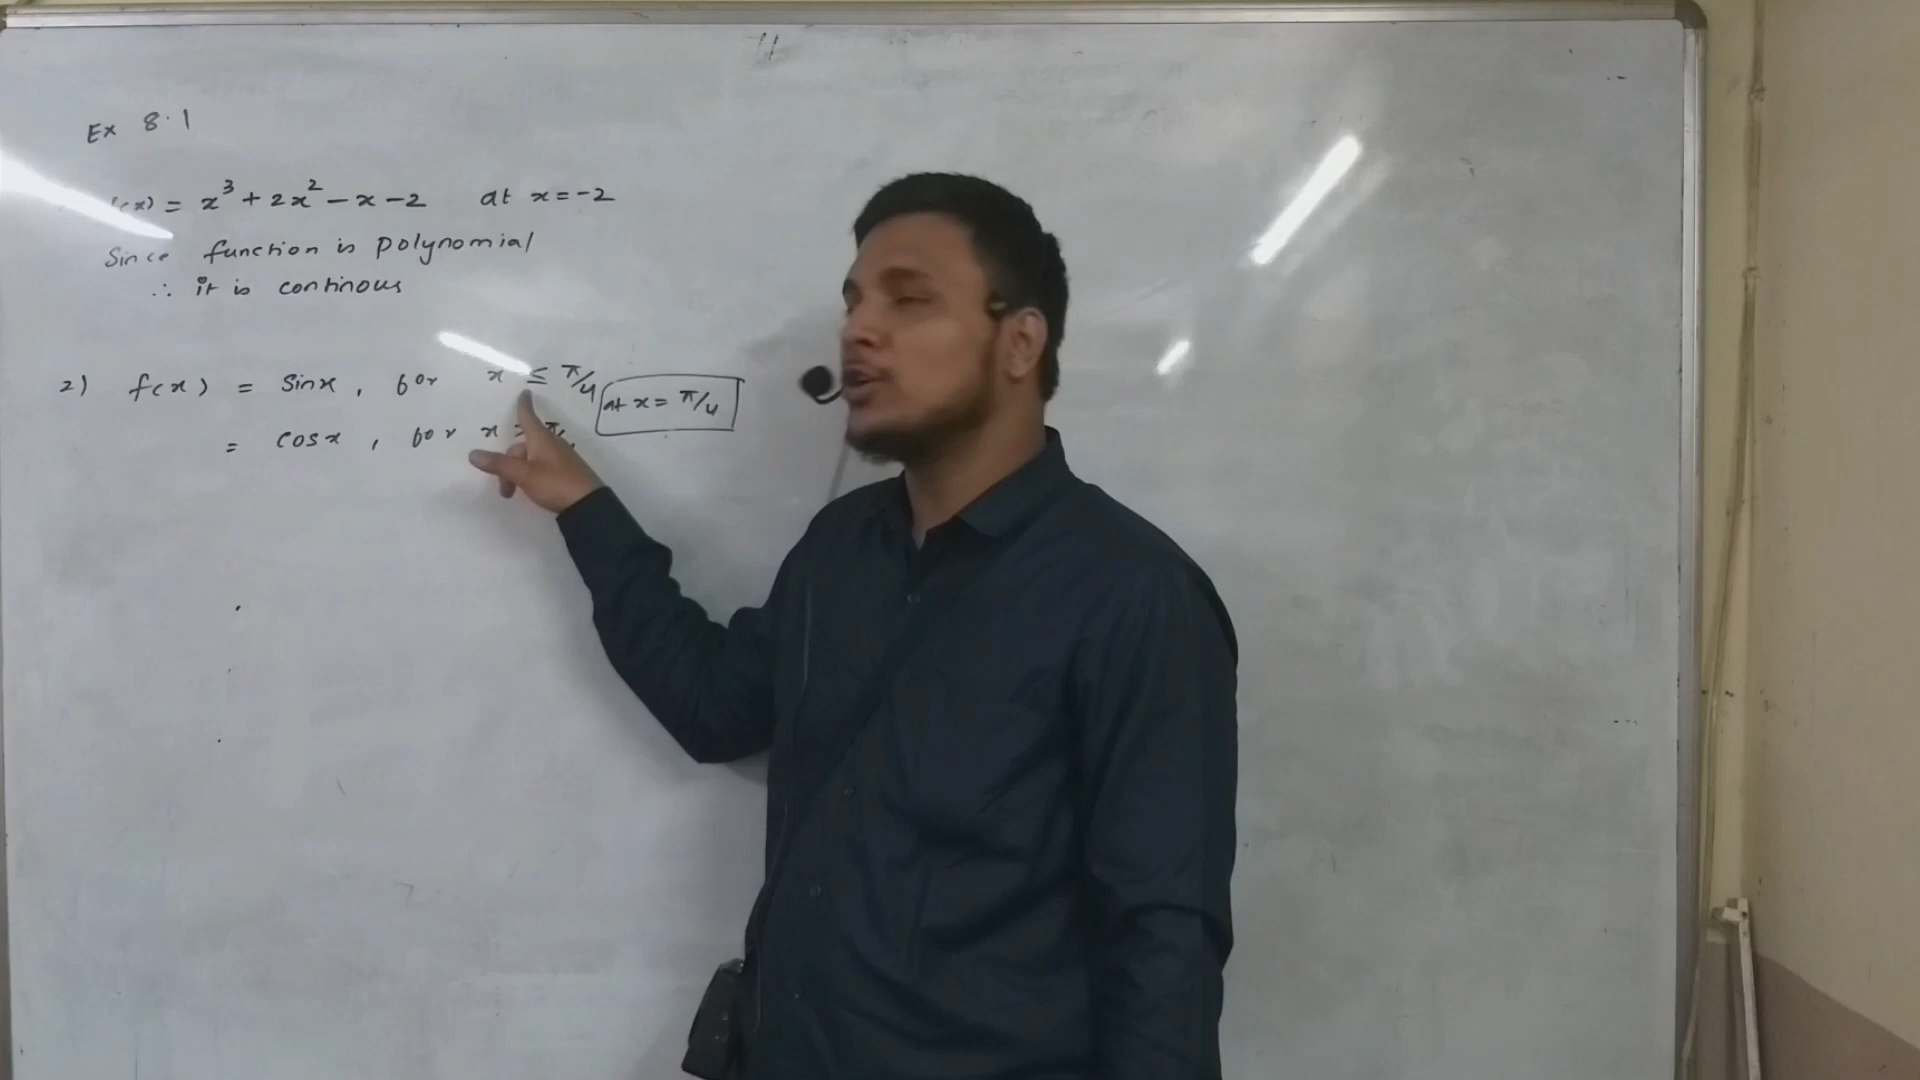 Ex 8.1
(x) = x³ + 2x² - x - 2 at x = -2
Since function is polynomial
∴ it is continous
2) f(x) = sinx , for x ≤ π/4 at x = π/4
= cosx , for x > π/